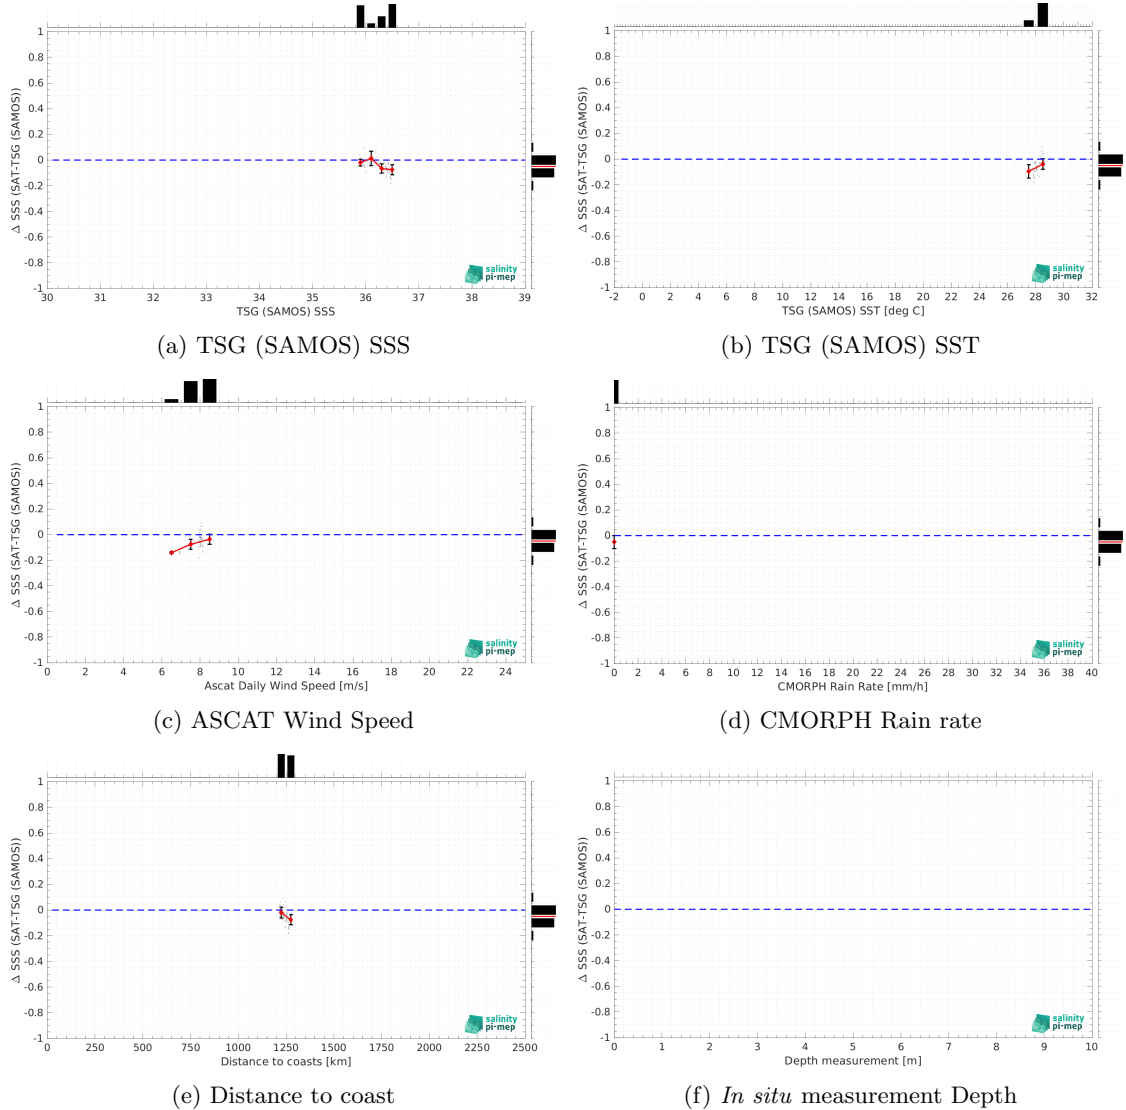 1
0.8
0.6
0.4
0.2
0
-0.2
-0.4
-0.6
-0.8
-1
Δ SSS (SAT-TSG (SAMOS))
30 31 32 33 34 35 36 37 38 39
TSG (SAMOS) SSS
salinity
pi-mep
(a) TSG (SAMOS) SSS
1
0.8
0.6
0.4
0.2
0
-0.2
-0.4
-0.6
-0.8
-1
Δ SSS (SAT-TSG (SAMOS))
-2 0 2 4 6 8 10 12 14 16 18 20 22 24 26 28 30 32
TSG (SAMOS) SST [deg C]
salinity
pi-mep
(b) TSG (SAMOS) SST
1
0.8
0.6
0.4
0.2
0
-0.2
-0.4
-0.6
-0.8
-1
Δ SSS (SAT-TSG (SAMOS))
0 2 4 6 8 10 12 14 16 18 20 22 24
Ascat Daily Wind Speed [m/s]
salinity
pi-mep
(c) ASCAT Wind Speed
1
0.8
0.6
0.4
0.2
0
-0.2
-0.4
-0.6
-0.8
-1
Δ SSS (SAT-TSG (SAMOS))
0 2 4 6 8 10 12 14 16 18 20 22 24 26 28 30 32 34 36 38 40
CMORPH Rain Rate [mm/h]
salinity
pi-mep
(d) CMORPH Rain rate
1
0.8
0.6
0.4
0.2
0
-0.2
-0.4
-0.6
-0.8
-1
Δ SSS (SAT-TSG (SAMOS))
0 250 500 750 1000 1250 1500 1750 2000 2250 2500
Distance to coasts [km]
salinity
pi-mep
(e) Distance to coast
1
0.8
0.6
0.4
0.2
0
-0.2
-0.4
-0.6
-0.8
-1
Δ SSS (SAT-TSG (SAMOS))
0 1 2 3 4 5 6 7 8 9 10
Depth measurement [m]
salinity
pi-mep
(f) In situ measurement Depth